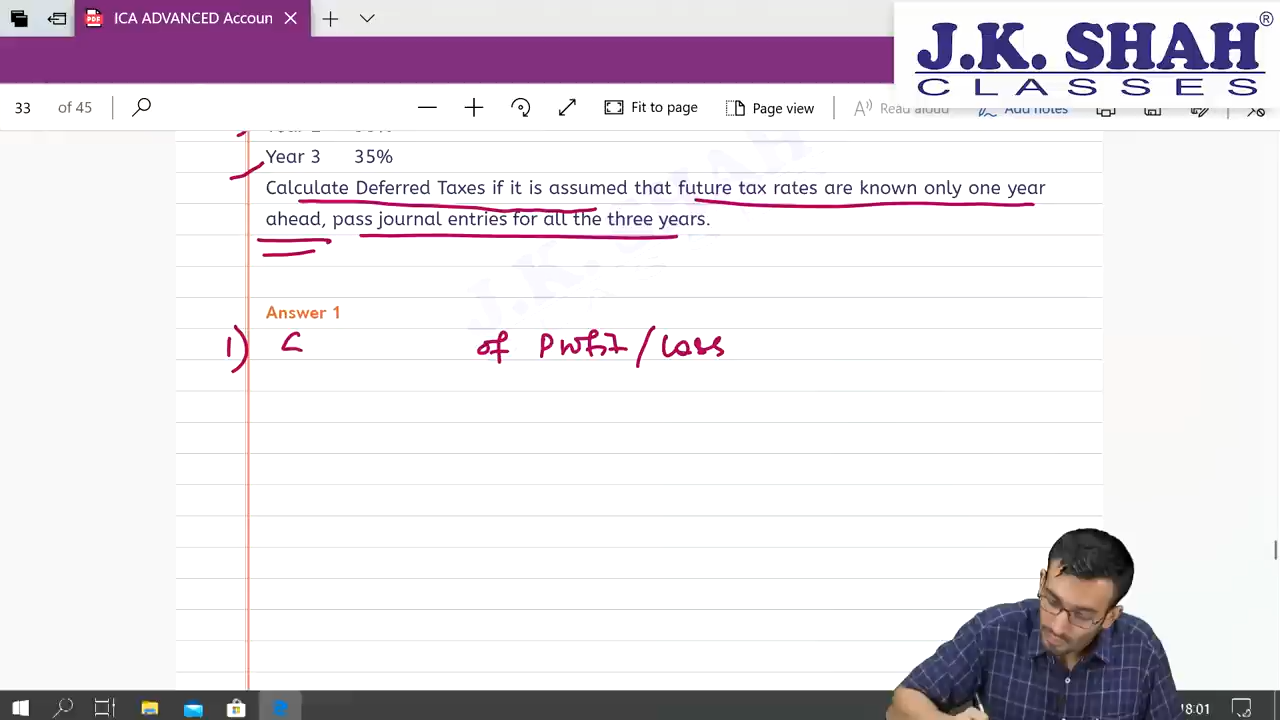 ICA ADVANCED Accoun
J.K. SHAH®
CLASSES
33 of 45
Fit to page
Page view
Read aloud
Add notes
Year 3 35%
Calculate Deferred Taxes if it is assumed that future tax rates are known only one year
ahead, pass journal entries for all the three years.
J.K. SHAH
Answer 1
1) C of Profit/Loss
18:01